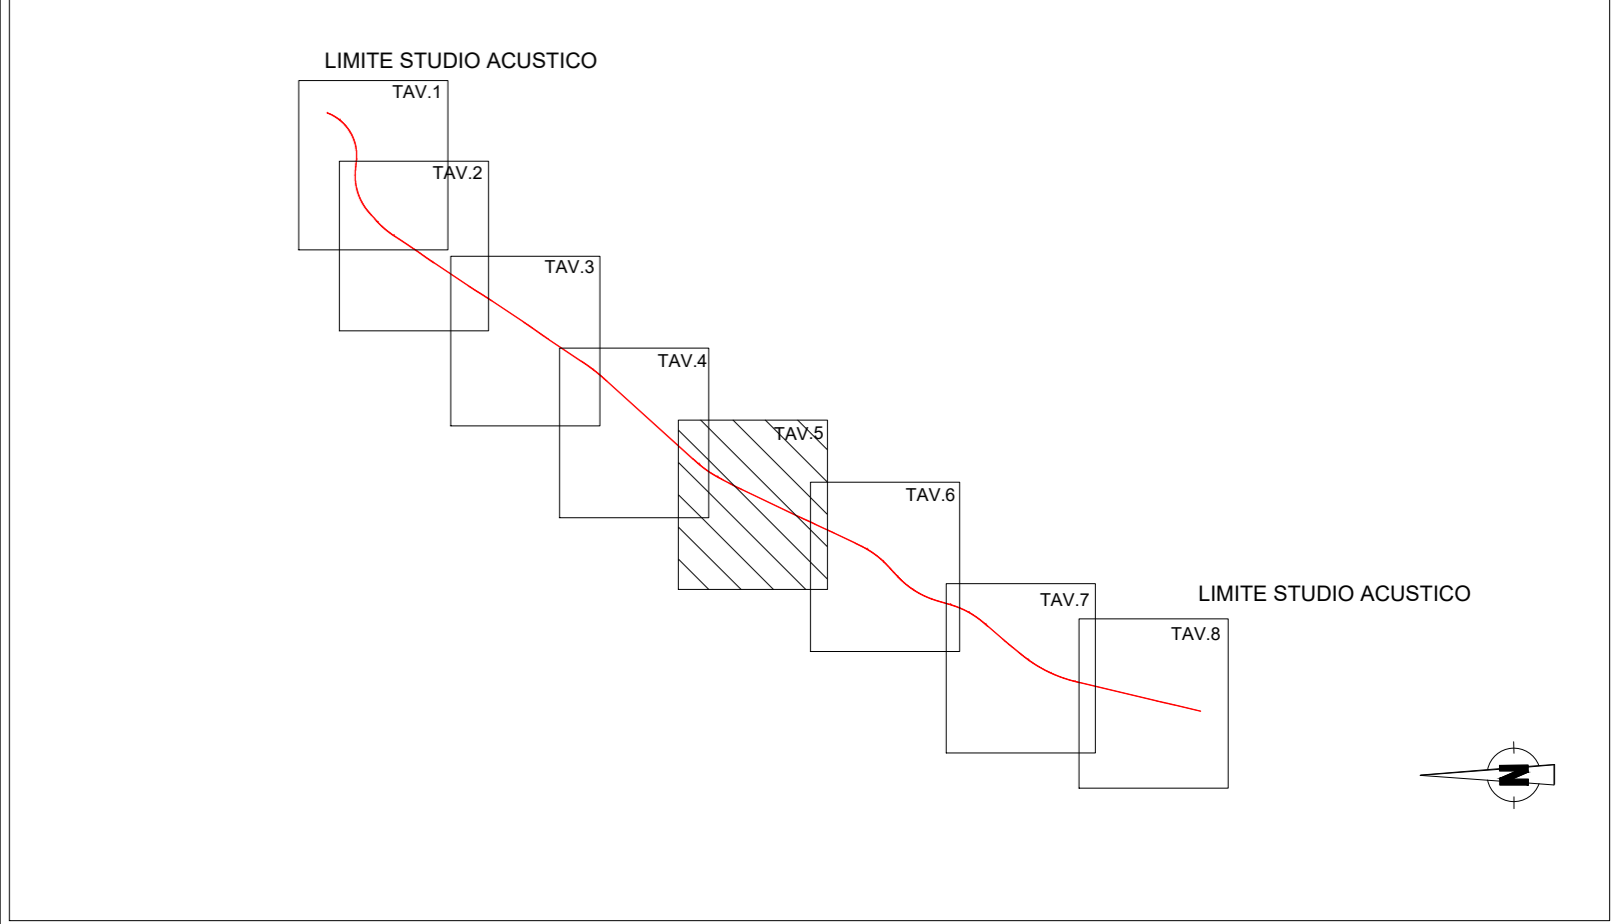 LIMITE STUDIO ACUSTICO
TAV.1
TAV.2
TAV.3
TAV.4
TAV.5
TAV.6
LIMITE STUDIO ACUSTICO
TAV.7
TAV.8
N